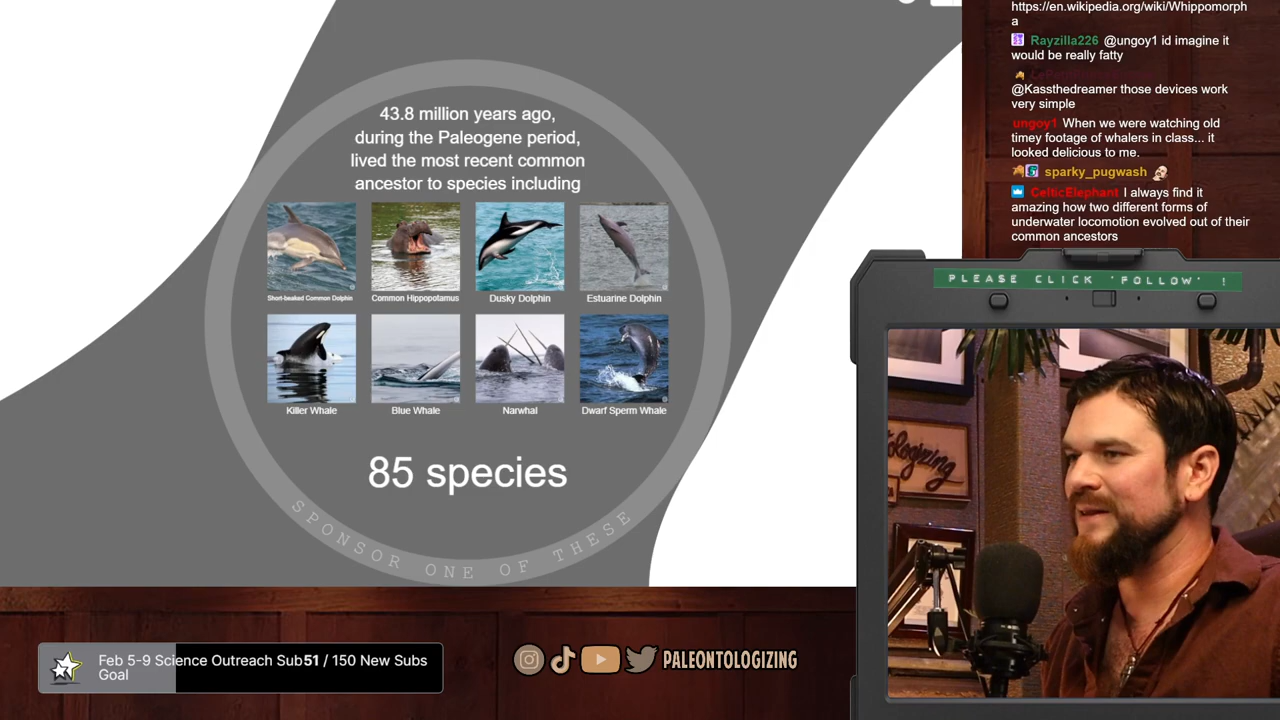 43.8 million years ago,
during the Paleogene period,
lived the most recent common
ancestor to species including
Short-beaked Common Dolphin
Common Hippopotamus
Dusky Dolphin
Estuarine Dolphin
Killer Whale
Blue Whale
Narwhal
Dwarf Sperm Whale
85 species
SPONSOR ONE OF THESE
https://en.wikipedia.org/wiki/Whippomorph
a
Rayzilla226 @ungoy1 id imagine it
would be really fatty
@Kassthedreamer those devices work
very simple
ungoy1 When we were watching old
timey footage of whalers in class... it
looked delicious to me.
sparky_pugwash
CelticElephant I always find it
amazing how two different forms of
underwater locomotion evolved out of their
common ancestors
PLEASE CLICK 'FOLLOW' !
ologizing
Feb 5-9 Science Outreach Sub 51 / 150 New Subs
Goal
PALEONTOLOGIZING